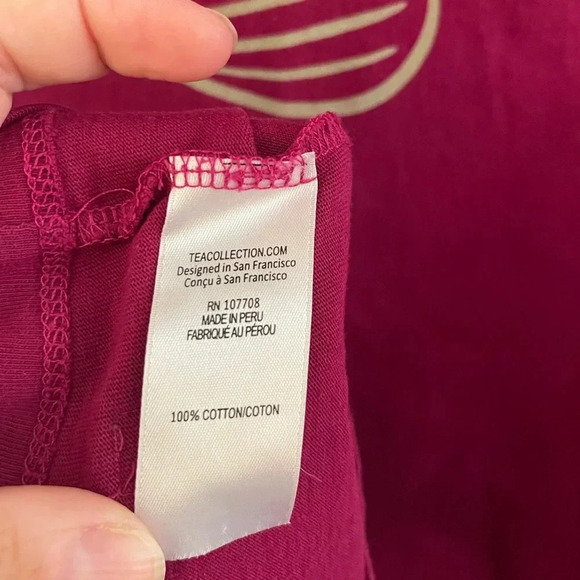 TEACOLLECTION.COM
Designed in San Francisco
Conçu à San Francisco
RN 107708
MADE IN PERU
FABRIQUÉ AU PÉROU
100% COTTON/COTON